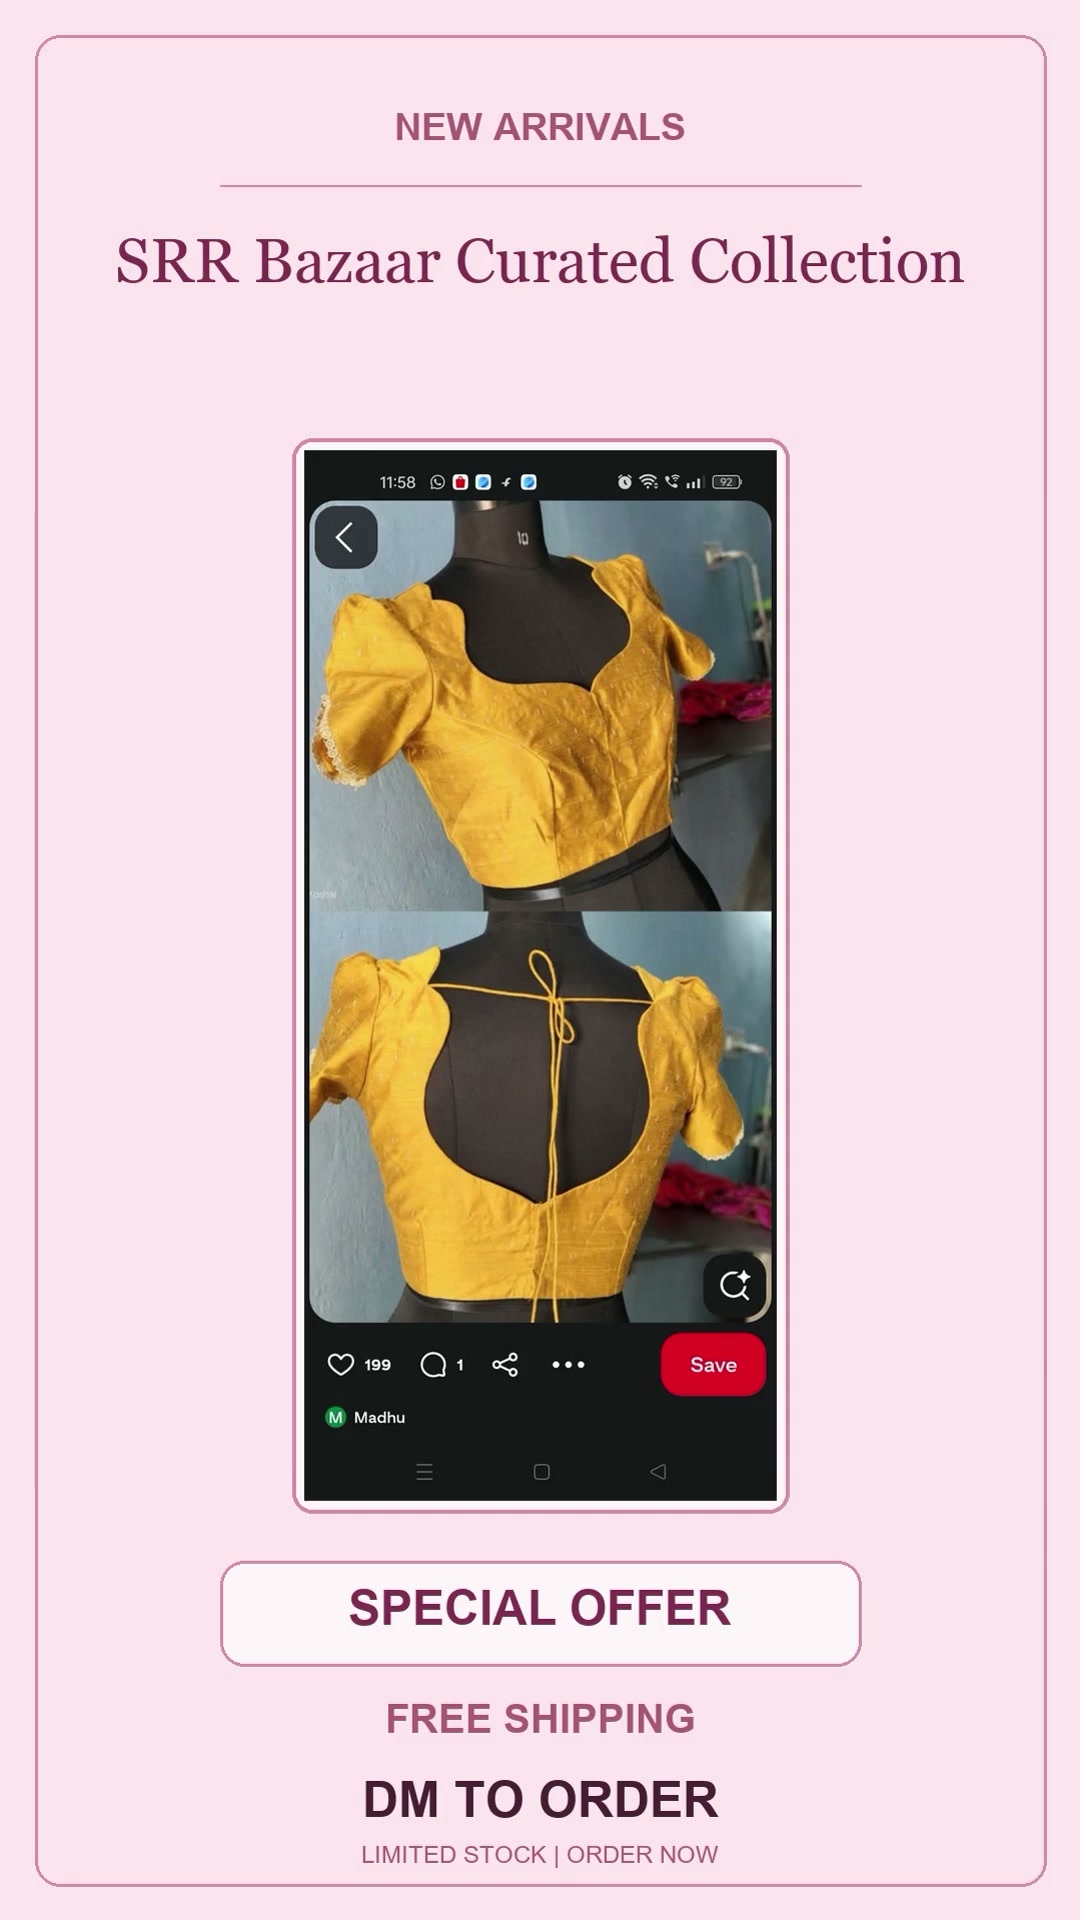 NEW ARRIVALS
SRR Bazaar Curated Collection
11:58
92
199
1
Save
M Madhu
SPECIAL OFFER
FREE SHIPPING
DM TO ORDER
LIMITED STOCK | ORDER NOW